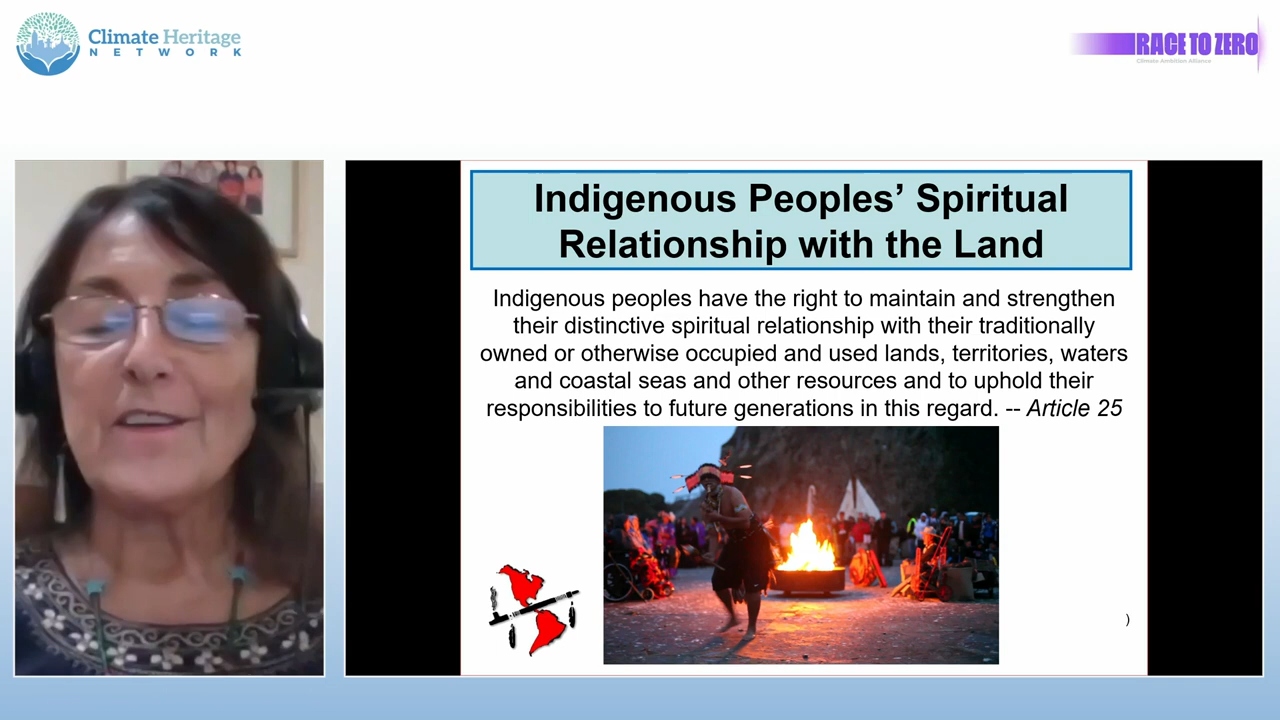 Climate Heritage
NETWORK
RACE TO ZERO
Climate Ambition Alliance
Indigenous Peoples’ Spiritual
Relationship with the Land
Indigenous peoples have the right to maintain and strengthen
their distinctive spiritual relationship with their traditionally
owned or otherwise occupied and used lands, territories, waters
and coastal seas and other resources and to uphold their
responsibilities to future generations in this regard. -- Article 25
)